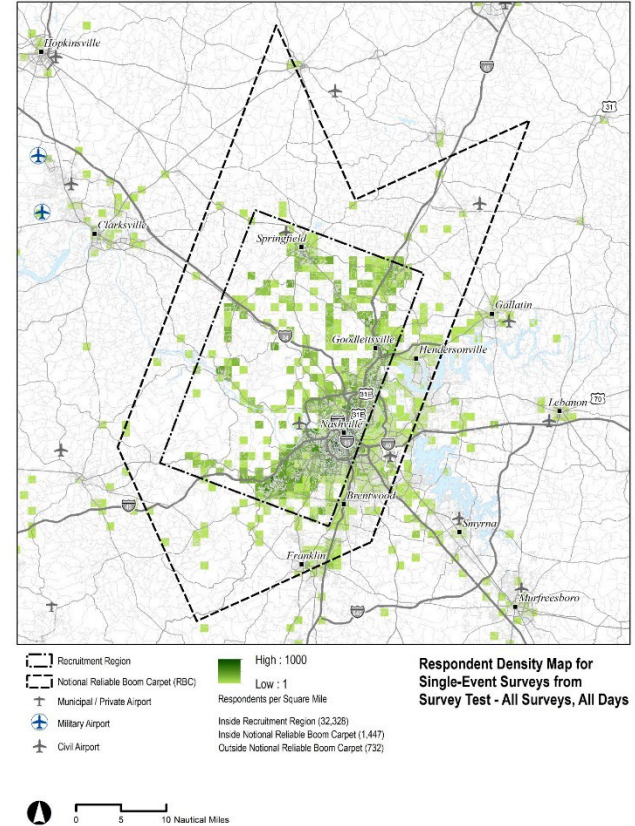 Hopkinsville
31
Clarksville
Springfield
Gallatin
Goodlettsville
Hendersonville
31E
31E
Lebanon
70
Nashville
Brentwood
Smyrna
Franklin
Murfreesboro
Recruitment Region
Notional Reliable Boom Carpet (RBC)
Municipal / Private Airport
Military Airport
Civil Airport
High : 1000
Low : 1
Respondents per Square Mile
Inside Recruitment Region (32,328)
Inside Notional Reliable Boom Carpet (1,447)
Outside Notional Reliable Boom Carpet (732)
Respondent Density Map for
Single-Event Surveys from
Survey Test - All Surveys, All Days
0 5 10 Nautical Miles